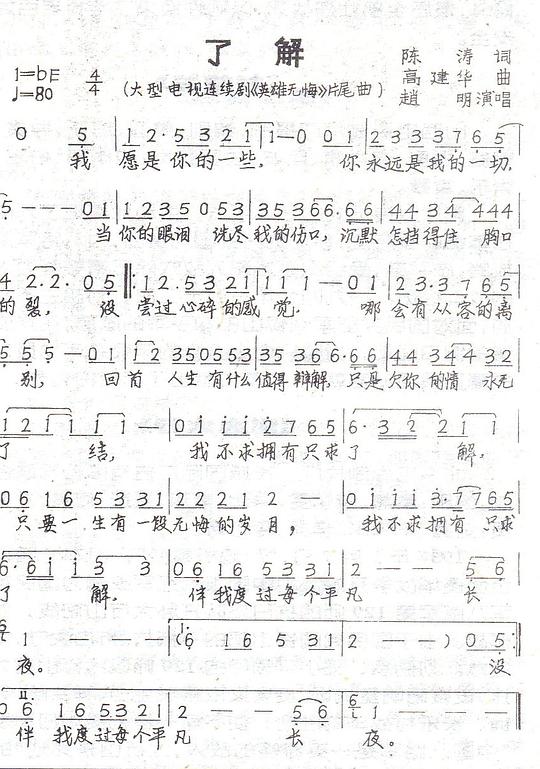 了 解
陈 涛 词
1=bE 4/4
高 建 华 曲
♩=80
(大型电视连续剧《英雄无悔》片尾曲)
趙 明 演唱
0 5 | 1 2· 5 3 2 1 | 1—0 0 1 | 2 3 3 3 7 6 5
我 愿是你的一些, 你永远是我的一切,
5 - - - 0 1 | 1 2 3 5 0 5 3 | 3 5 3 6 6· 6 6 | 4 4 3 4 4 4 4
当你的眼泪 洗尽我的伤口, 沉默怎挡得住 胸口
4 2 2· 0 5 ‖: 1 2· 5 3 2 1 | 1 1 1 — 0 1 | 2 3· 3 7 6 5
的裂, 没 尝过心碎的感 觉. 哪 会有从容的离
5 5 5 - 0 1 | 1 2 3 5 0 5 5 3 | 3 5 3 6 6· 6 6 | 4 4 3 4 4 3 2
别, 回首 人生有什么值得辩解, 只是欠你的情 永无
1 2 1 1 1 1 — | 0 1 1 1 2 7 6 5 | 6· 3 2 2 1 1
了 结, 我不求拥有只求了 解,
0 6 1 6 5 3 3 1 | 2 2 2 1 2 — | 0 1 1 1 3· 7 7 6 5
只要一生有一段无悔的岁月, 我不求拥有 只求
6· 6 1 1 3 3 | 0 6 1 6 5 3 3 1 | 2 — — 5 6
了 解, 伴我度过每个平凡 长
6 1 — — | (6 1 6 5 3 1 | 2 — — ) 0 5 :
夜。 没
II.
0 6 1 6 5 3 2 1 | 2 — — 5 6 | 6 1 — — —
伴 我度过每个平凡 长 夜。